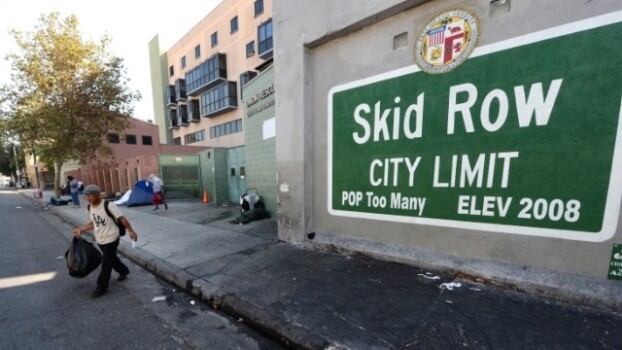 Skid Row
CITY LIMIT
POP Too Many ELEV 2008